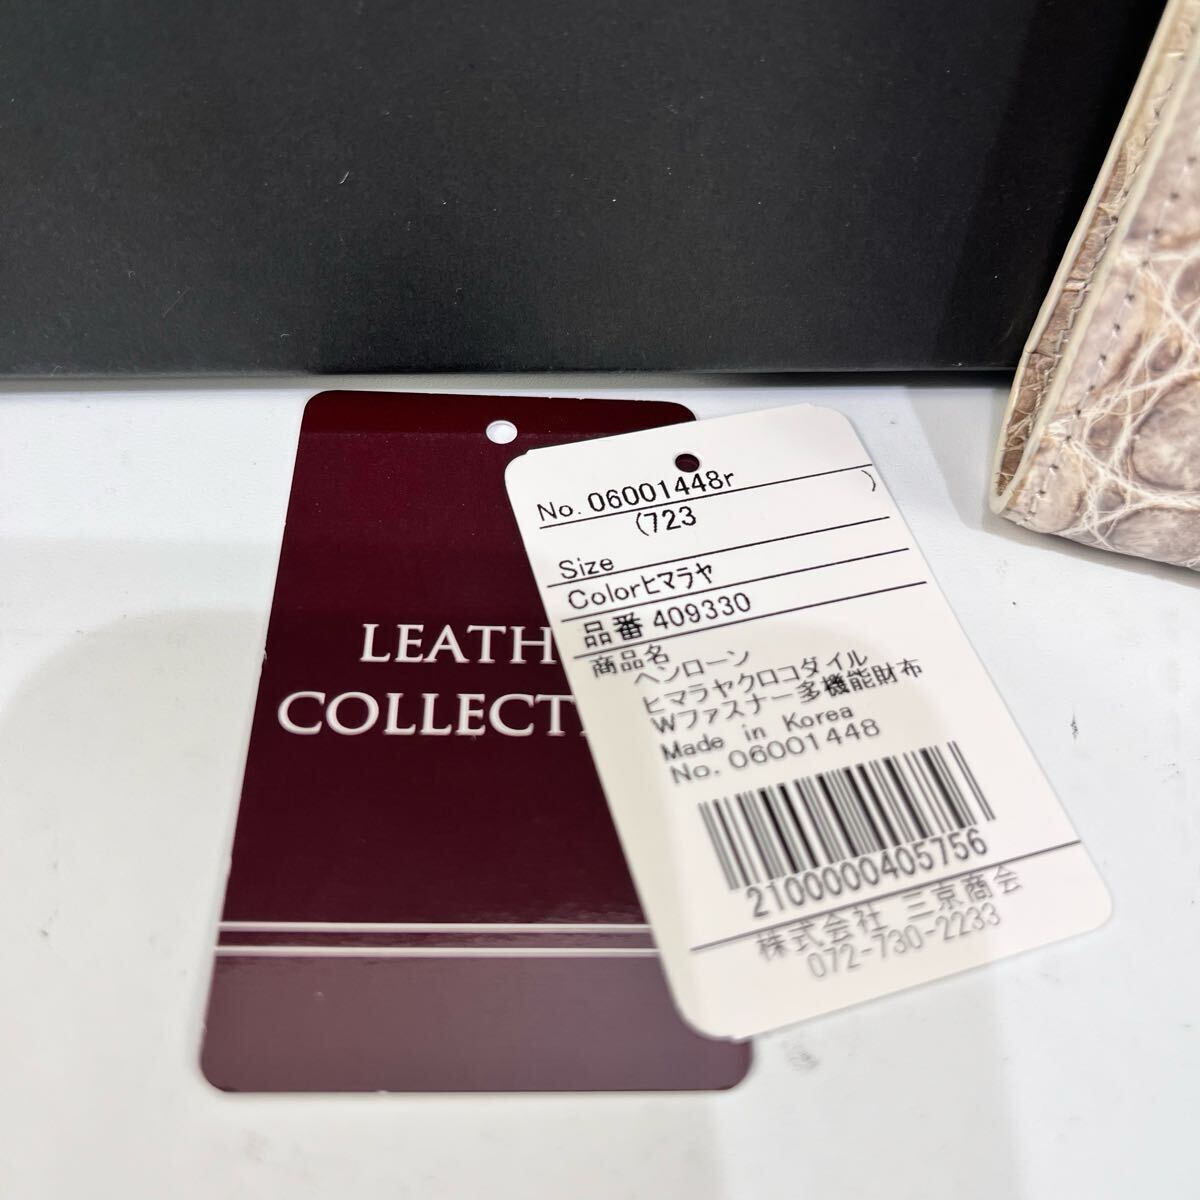 LEATH
COLLECT
No. 06001448r
(723 )
Size
Colorヒマラヤ
品番 409330
商品名
ヘンローン
ヒマラヤクロコダイル
Wファスナー多機能財布
Made in Korea
No. 06001448
2100000405756
株式会社 三京商会
072-730-2233